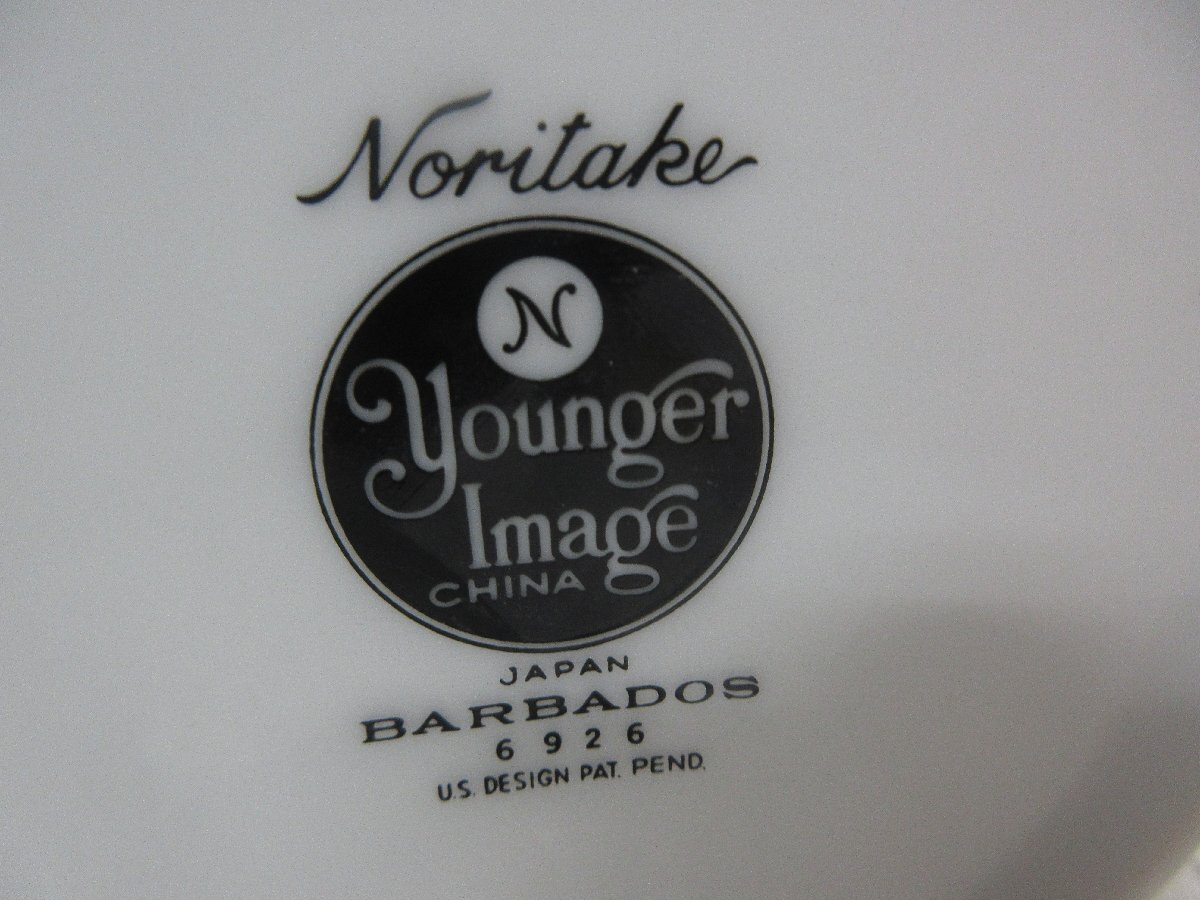 Noritake
N
Younger
Image
CHINA
JAPAN
BARBADOS
6926
U.S. DESIGN PAT. PEND.